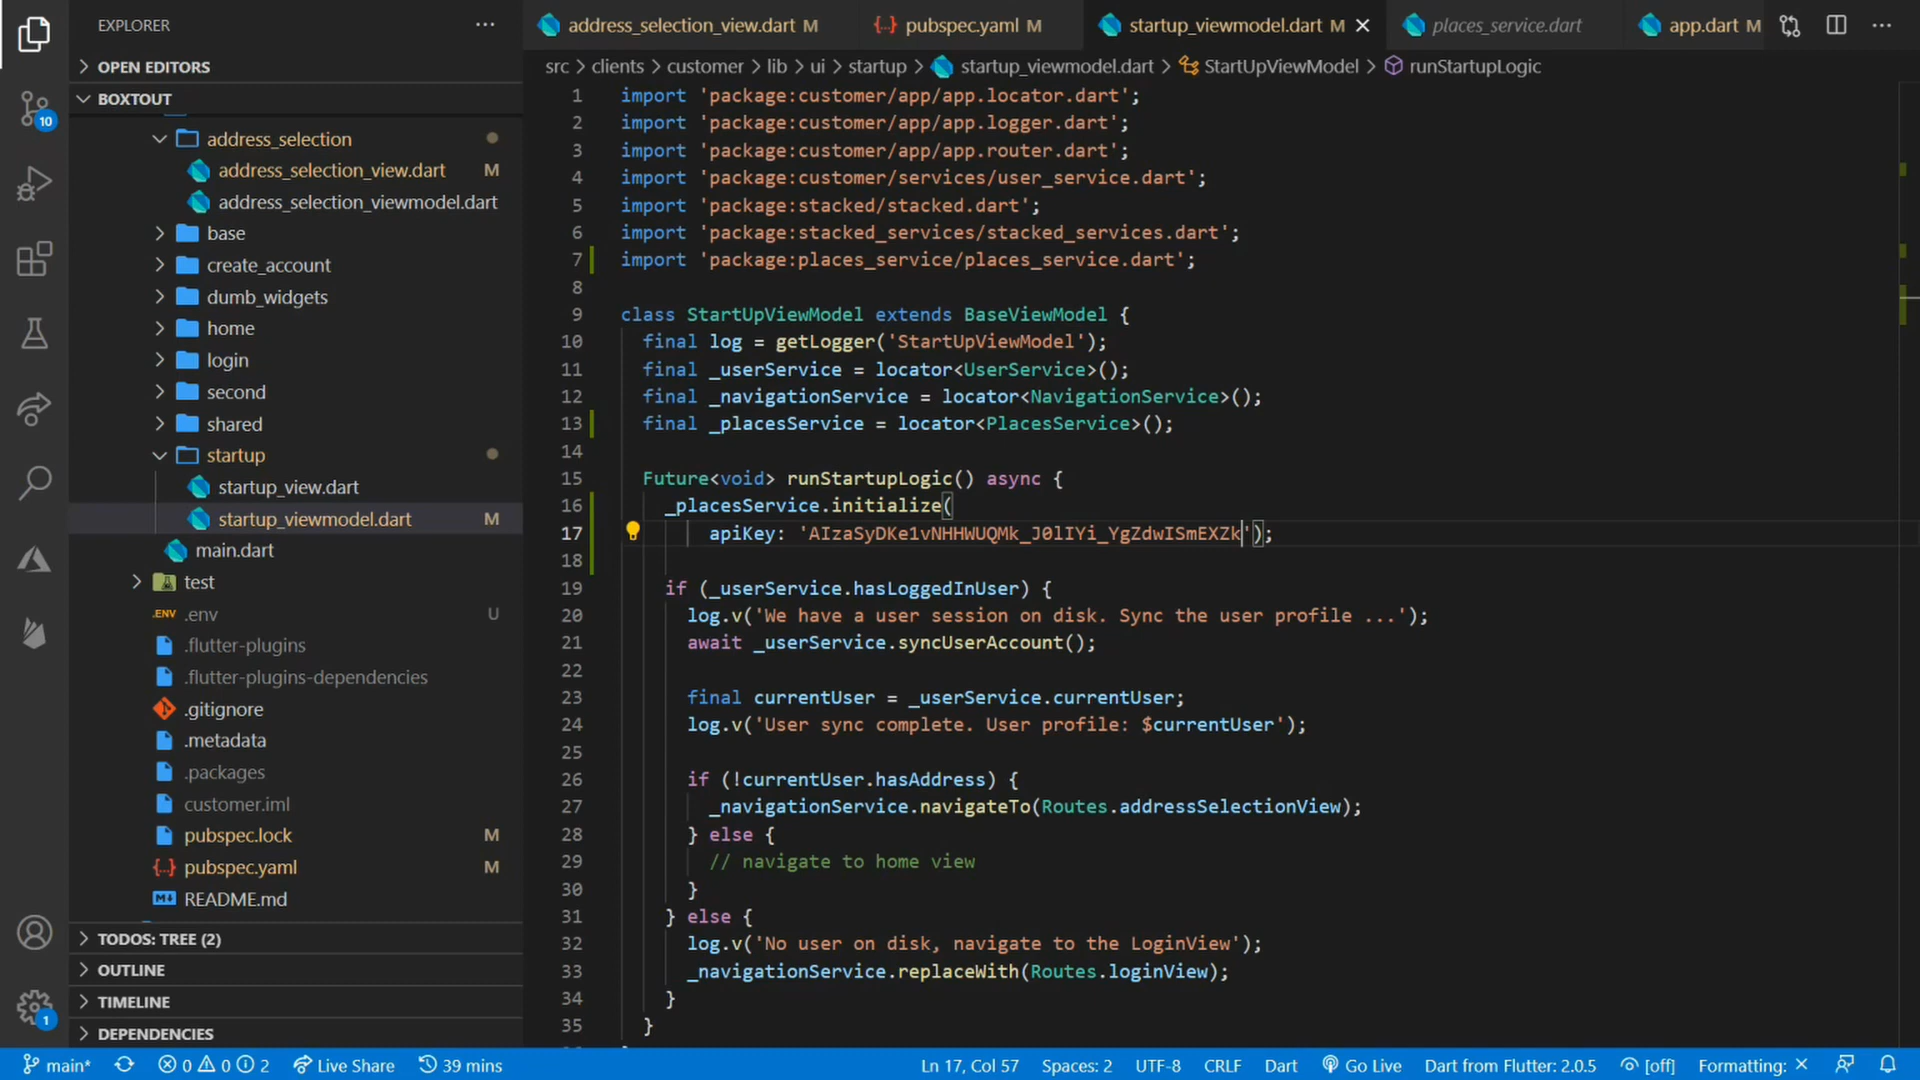 EXPLORER
OPEN EDITORS
BOXTOUT
address_selection
address_selection_view.dart M
address_selection_viewmodel.dart
base
create_account
dumb_widgets
home
login
second
shared
startup
startup_view.dart
startup_viewmodel.dart M
main.dart
test
.ENV .env U
.flutter-plugins
.flutter-plugins-dependencies
.gitignore
.metadata
.packages
customer.iml
pubspec.lock M
pubspec.yaml M
README.md
TODOS: TREE (2)
OUTLINE
TIMELINE
DEPENDENCIES
10
1
address_selection_view.dart M
pubspec.yaml M
startup_viewmodel.dart M
places_service.dart
app.dart M
src > clients > customer > lib > ui > startup > startup_viewmodel.dart > StartUpViewModel > runStartupLogic
1 import 'package:customer/app/app.locator.dart';
2 import 'package:customer/app/app.logger.dart';
3 import 'package:customer/app/app.router.dart';
4 import 'package:customer/services/user_service.dart';
5 import 'package:stacked/stacked.dart';
6 import 'package:stacked_services/stacked_services.dart';
7 import 'package:places_service/places_service.dart';
8
9 class StartUpViewModel extends BaseViewModel {
10 final log = getLogger('StartUpViewModel');
11 final _userService = locator<UserService>();
12 final _navigationService = locator<NavigationService>();
13 final _placesService = locator<PlacesService>();
14
15 Future<void> runStartupLogic() async {
16 _placesService.initialize(
17 apiKey: 'AIzaSyDKe1vNHHWUQMk_J0lIYi_YgZdwISmEXZk');
18
19 if (_userService.hasLoggedInUser) {
20 log.v('We have a user session on disk. Sync the user profile ...');
21 await _userService.syncUserAccount();
22
23 final currentUser = _userService.currentUser;
24 log.v('User sync complete. User profile: $currentUser');
25
26 if (!currentUser.hasAddress) {
27 _navigationService.navigateTo(Routes.addressSelectionView);
28 } else {
29 // navigate to home view
30 }
31 } else {
32 log.v('No user on disk, navigate to the LoginView');
33 _navigationService.replaceWith(Routes.loginView);
34 }
35 }
main* 0 0 2 Live Share 39 mins Ln 17, Col 57 Spaces: 2 UTF-8 CRLF Dart Go Live Dart from Flutter: 2.0.5 [off] Formatting: ×